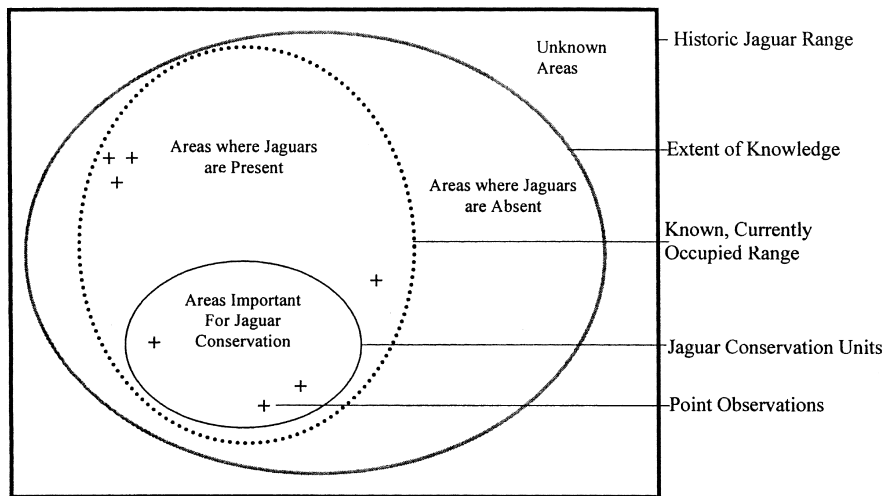 Unknown
Areas
Historic Jaguar Range
Areas where Jaguars
are Present
Extent of Knowledge
Areas where Jaguars
are Absent
Known, Currently
Occupied Range
Areas Important
For Jaguar
Conservation
Jaguar Conservation Units
Point Observations